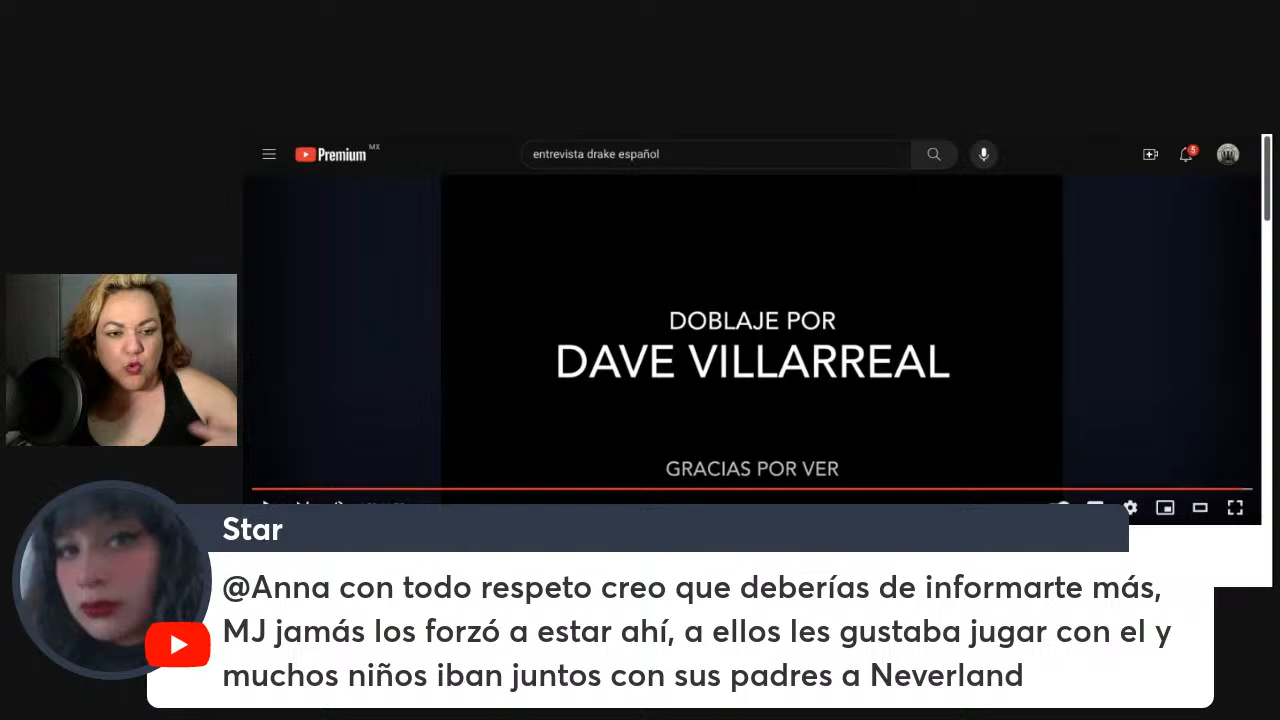 Premium MX
entrevista drake español
5
DOBLAJE POR
DAVE VILLARREAL
GRACIAS POR VER
Star
@Anna con todo respeto creo que deberías de informarte más,
MJ jamás los forzó a estar ahí, a ellos les gustaba jugar con el y
muchos niños iban juntos con sus padres a Neverland